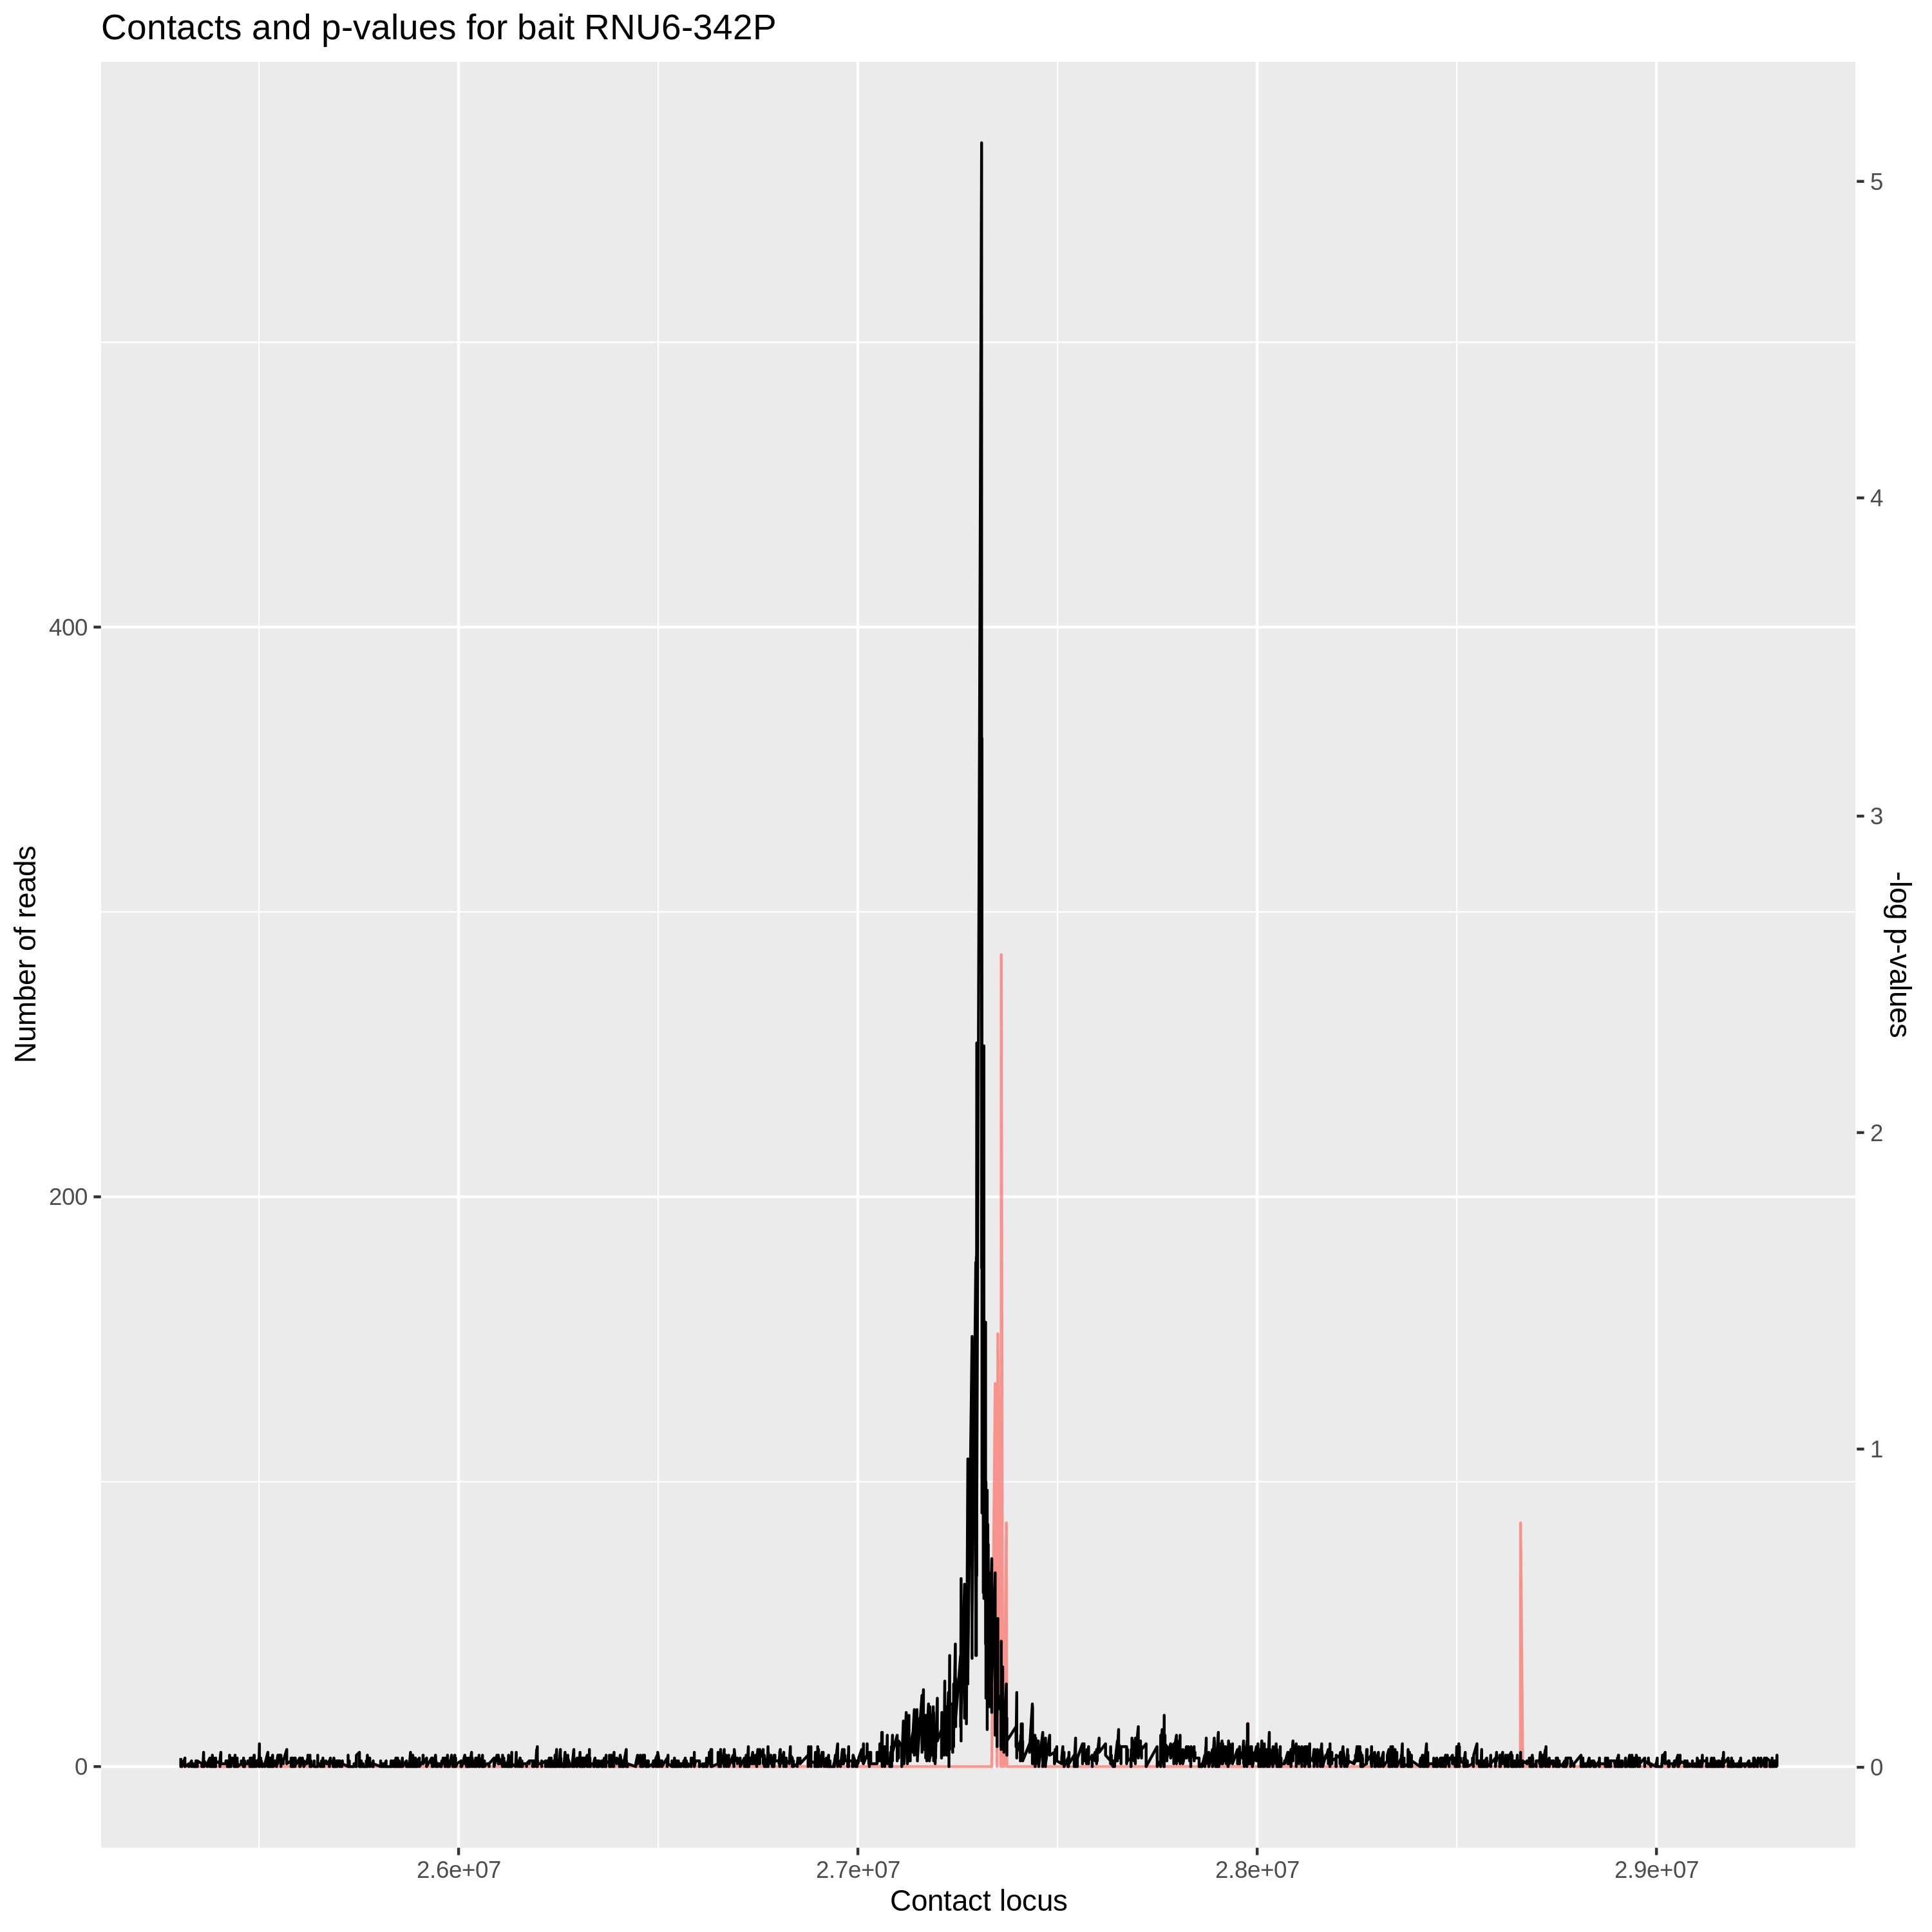 Contacts and p-values for bait RNU6-342P
Number of reads
400
200
0
5
4
3
2
1
0
-log p-values
2.6e+07
2.7e+07
2.8e+07
2.9e+07
Contact locus